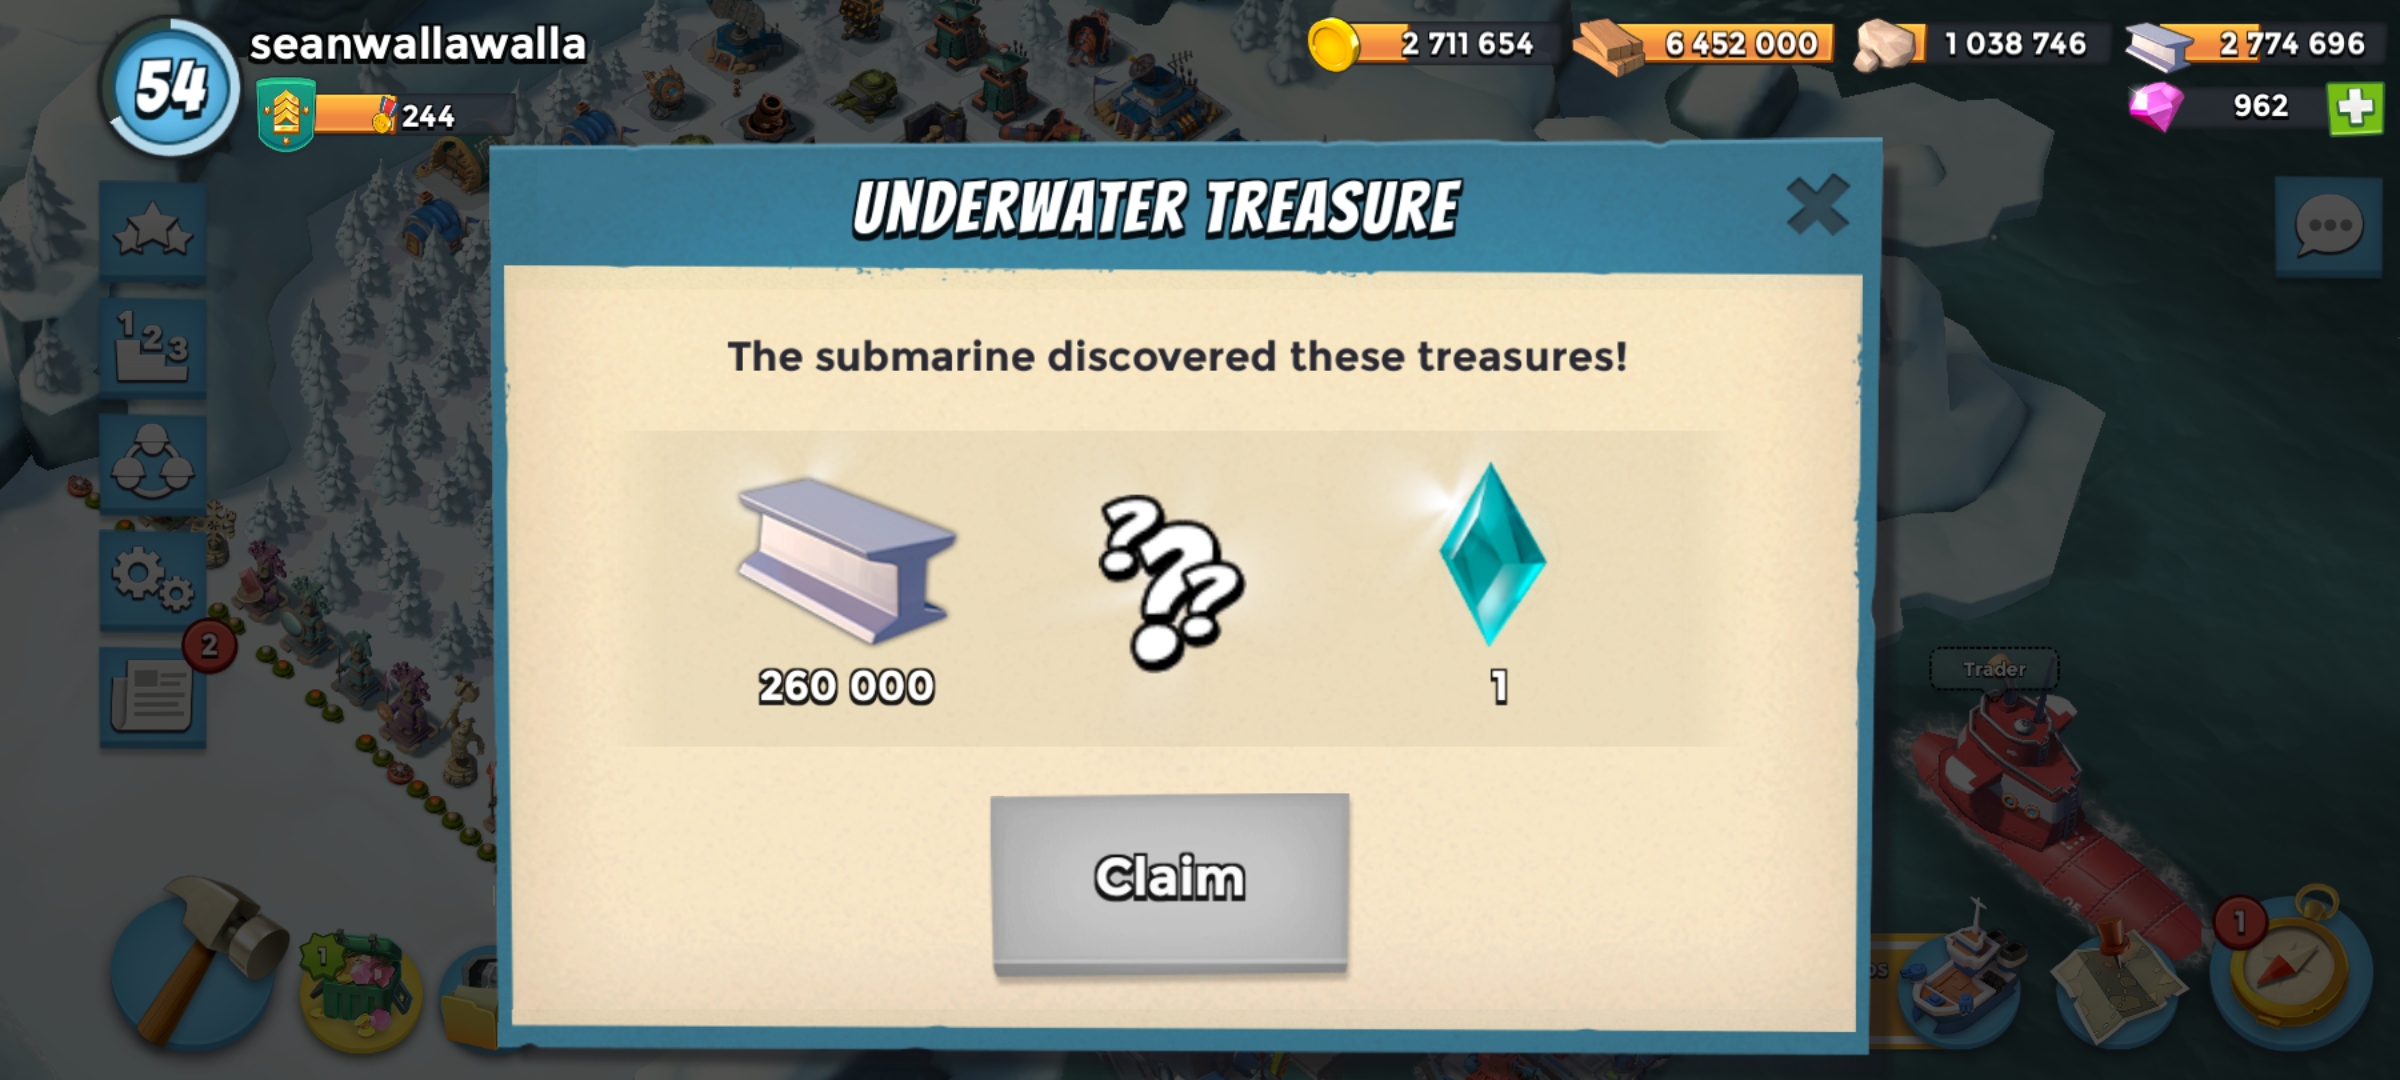 54
seanwallawalla
244
2 711 654
6 452 000
1 038 746
2 774 696
962
UNDERWATER TREASURE
The submarine discovered these treasures!
123
2
260 000
???
1
Claim
Trader
1
1